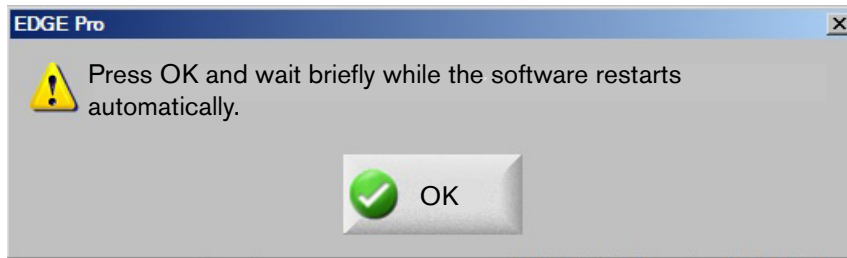 EDGE Pro
Press OK and wait briefly while the software restarts
automatically.
OK